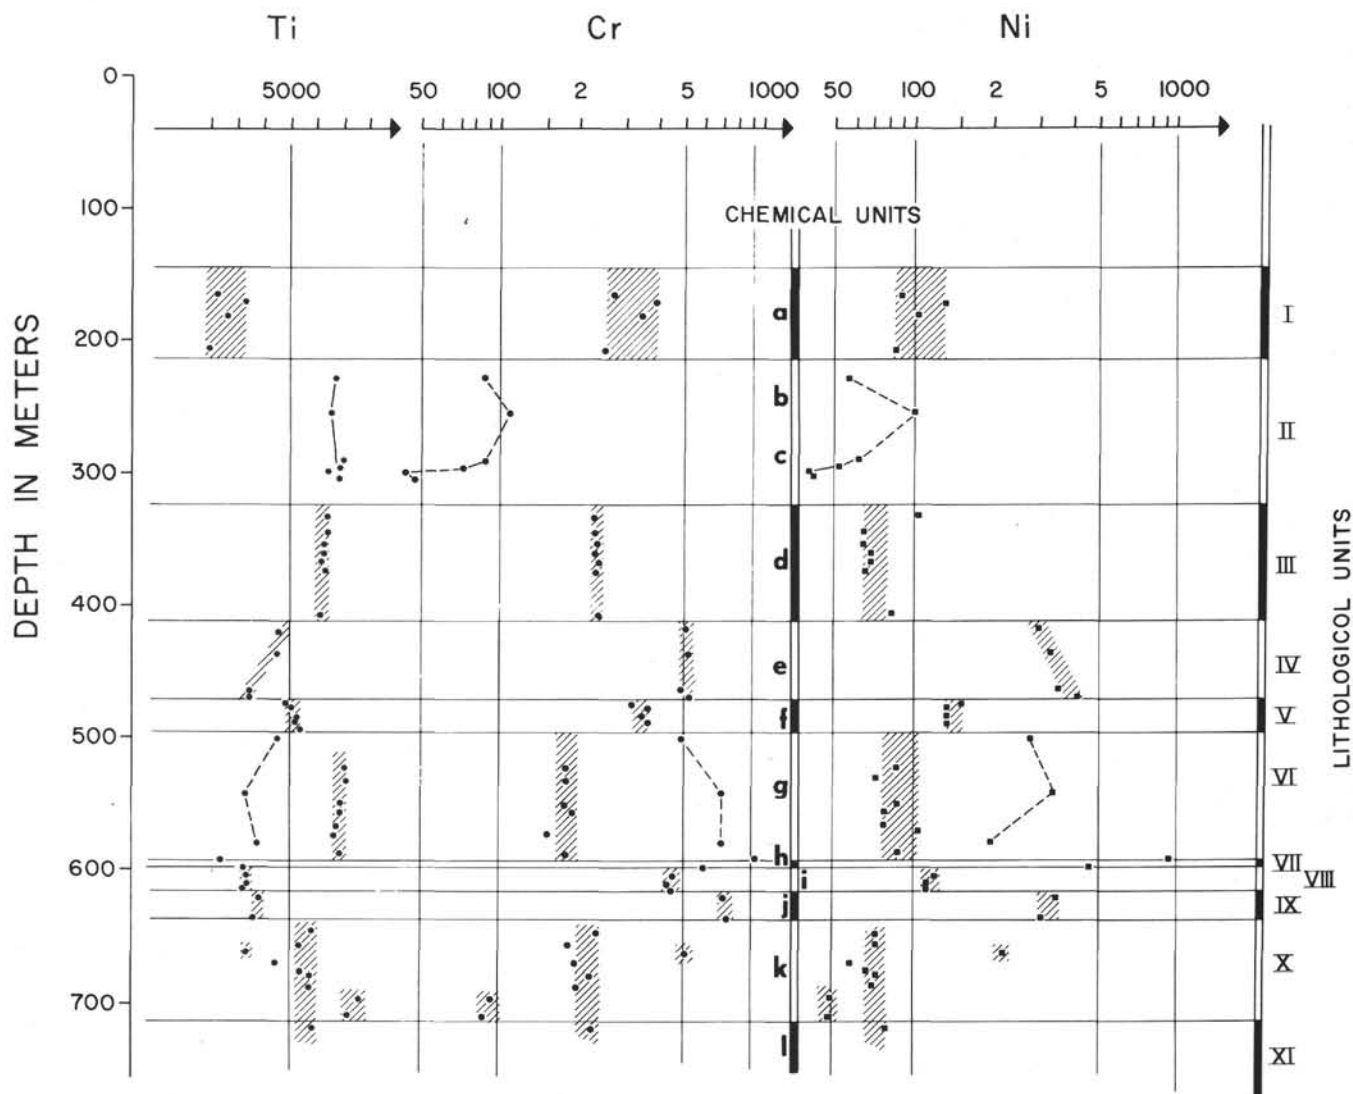 Ti Cr Ni
0
5000 50 100 2 5 1000 50 100 2 5 1000
100
CHEMICAL UNITS
DEPTH IN METERS
a I
200
b
II
c
300
d III
400
e IV
f V
500
g VI
h VII
600
i VIII
j IX
k X
700
l XI
LITHOLOGICOL UNITS